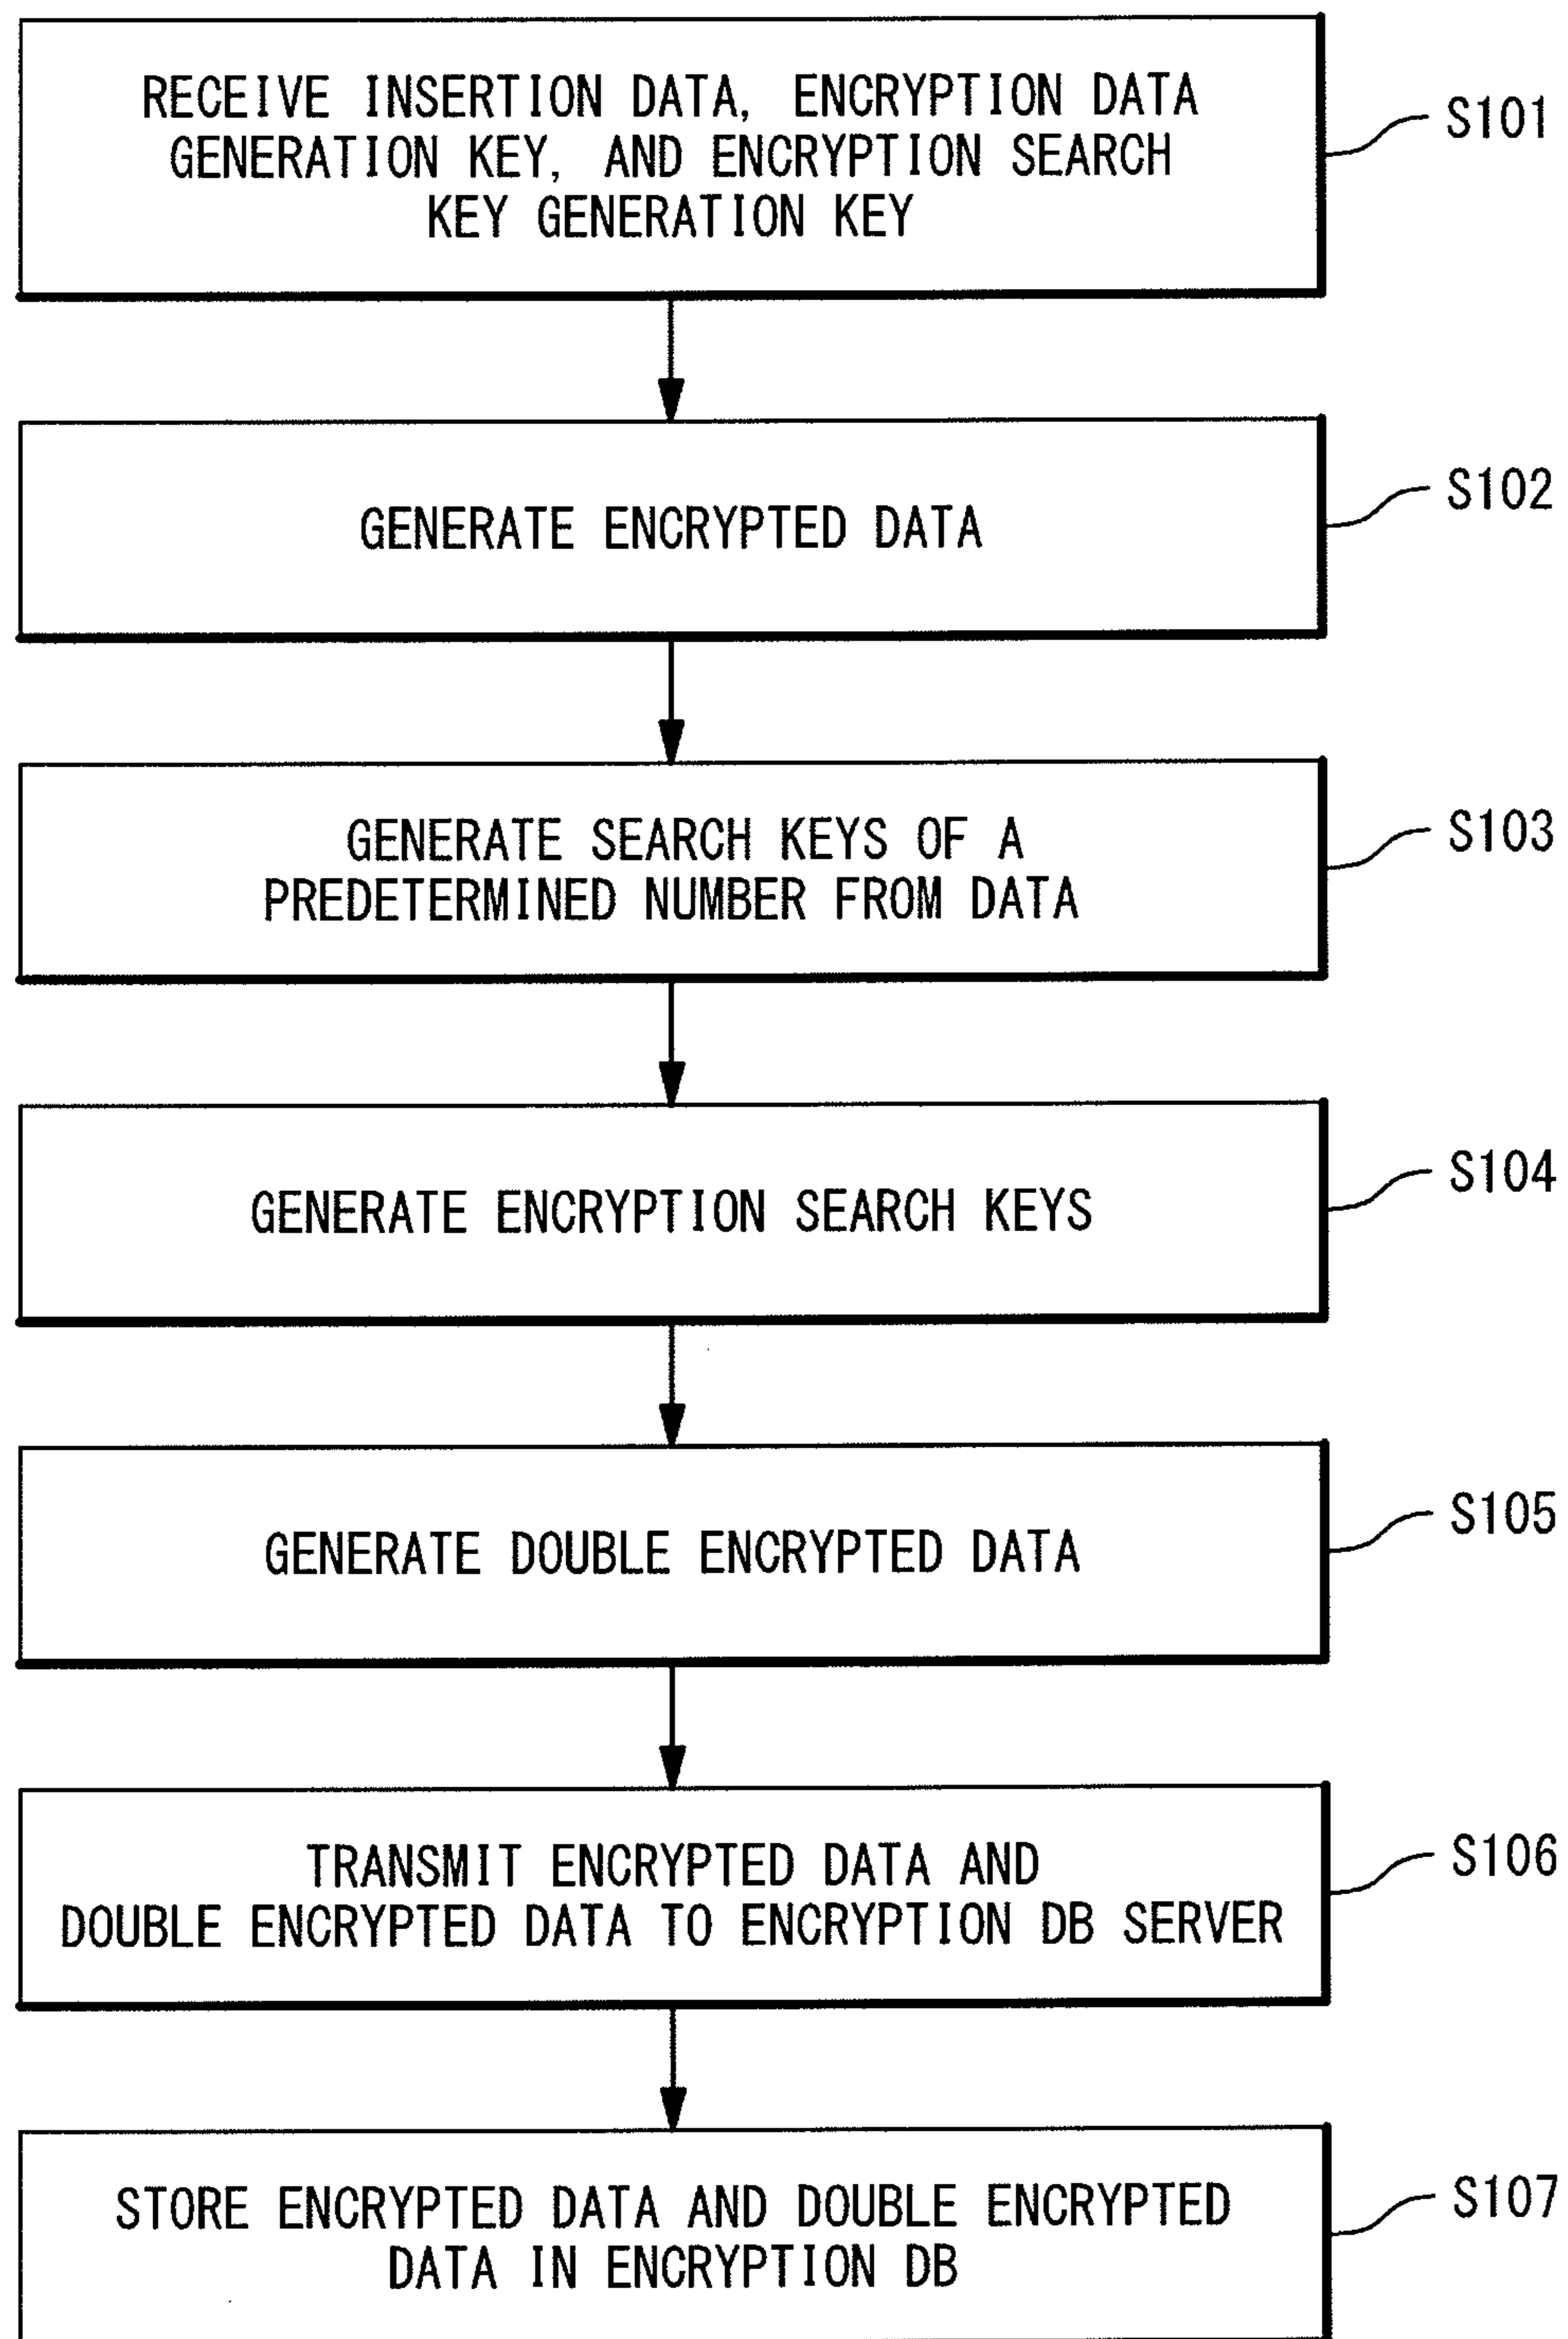 RECEIVE INSERTION DATA, ENCRYPTION DATA
GENERATION KEY, AND ENCRYPTION SEARCH
KEY GENERATION KEY
S101
GENERATE ENCRYPTED DATA
S102
GENERATE SEARCH KEYS OF A
PREDETERMINED NUMBER FROM DATA
S103
GENERATE ENCRYPTION SEARCH KEYS
S104
GENERATE DOUBLE ENCRYPTED DATA
S105
TRANSMIT ENCRYPTED DATA AND
DOUBLE ENCRYPTED DATA TO ENCRYPTION DB SERVER
S106
STORE ENCRYPTED DATA AND DOUBLE ENCRYPTED
DATA IN ENCRYPTION DB
S107